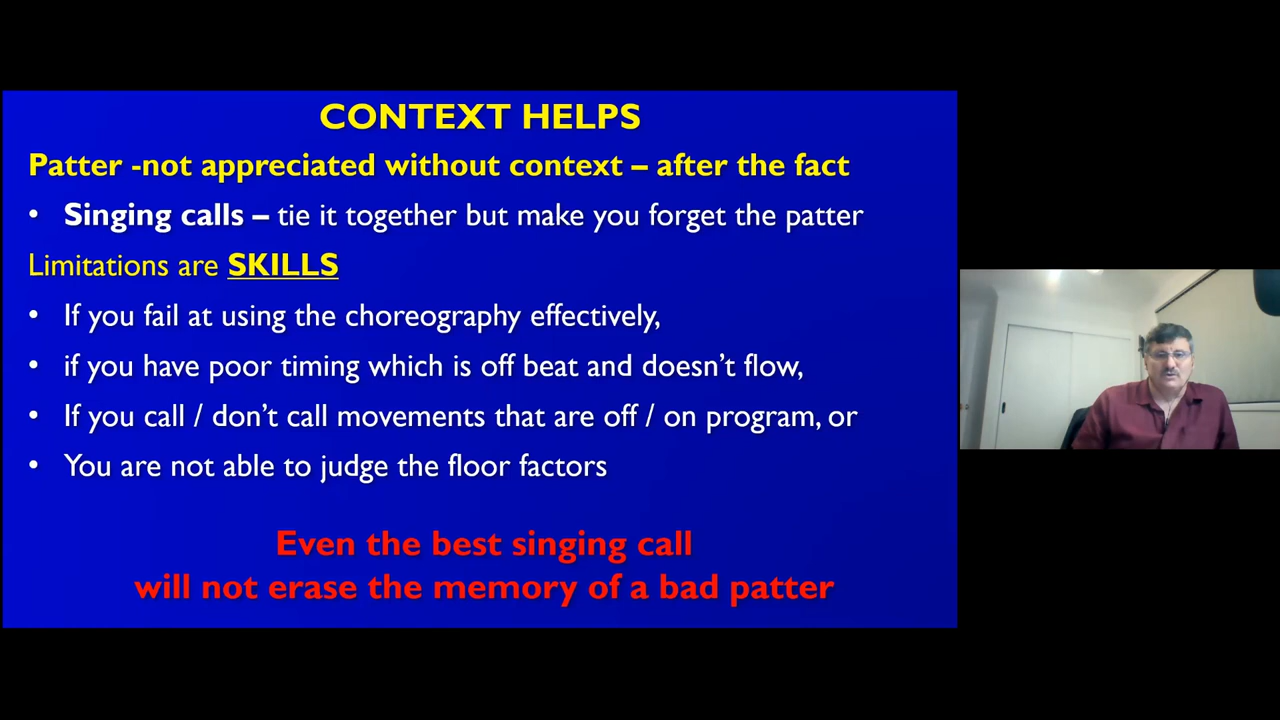 CONTEXT HELPS
Patter -not appreciated without context – after the fact
• Singing calls – tie it together but make you forget the patter
Limitations are SKILLS
• If you fail at using the choreography effectively,
• if you have poor timing which is off beat and doesn't flow,
• If you call / don't call movements that are off / on program, or
• You are not able to judge the floor factors
Even the best singing call
will not erase the memory of a bad patter